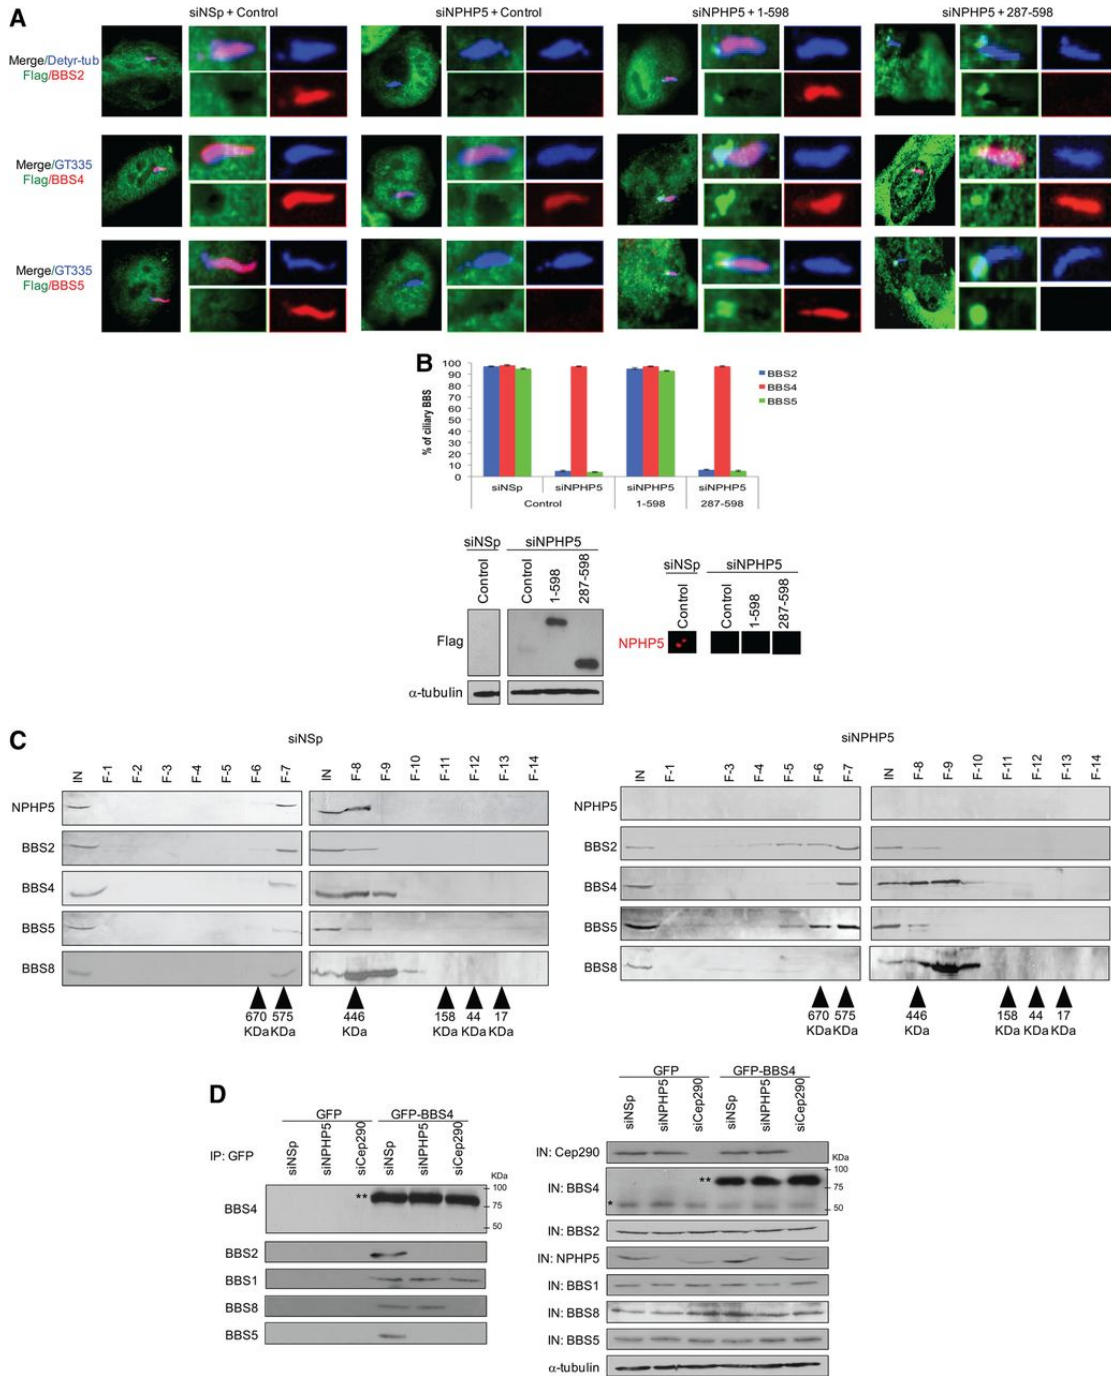 A
siNSp + Control
siNPHP5 + Control
siNPHP5 + 1-598
siNPHP5 + 287-598
Merge/Detyr-tub
Flag/BBS2
Merge/GT335
Flag/BBS4
Merge/GT335
Flag/BBS5
B
% of ciliary BBS
100
90
80
70
60
50
40
30
20
10
0
BBS2
BBS4
BBS5
siNSp siNPHP5 siNPHP5 siNPHP5
Control 1-598 287-598
siNSp siNPHP5
Control Control 1-598 287-598
Flag
α-tubulin
siNSp siNPHP5
Control Control 1-598 287-598
NPHP5
C
siNSp
IN F-1 F-2 F-3 F-4 F-5 F-6 F-7 IN F-8 F-9 F-10 F-11 F-12 F-13 F-14
NPHP5
BBS2
BBS4
BBS5
BBS8
670 575 446 158 44 17
KDa KDa KDa KDa KDa KDa
siNPHP5
IN F-1 F-3 F-4 F-5 F-6 F-7 IN F-8 F-9 F-10 F-11 F-12 F-13 F-14
NPHP5
BBS2
BBS4
BBS5
BBS8
670 575 446 158 44 17
KDa KDa KDa KDa KDa KDa
D
GFP GFP-BBS4
IP: GFP
siNSp siNPHP5 siCep290 siNSp siNPHP5 siCep290
KDa
100
75
50
**
BBS4
BBS2
BBS1
BBS8
BBS5
GFP GFP-BBS4
siNSp siNPHP5 siCep290 siNSp siNPHP5 siCep290
IN: Cep290
KDa
100
75
50
**
*
IN: BBS4
IN: BBS2
IN: NPHP5
IN: BBS1
IN: BBS8
IN: BBS5
α-tubulin